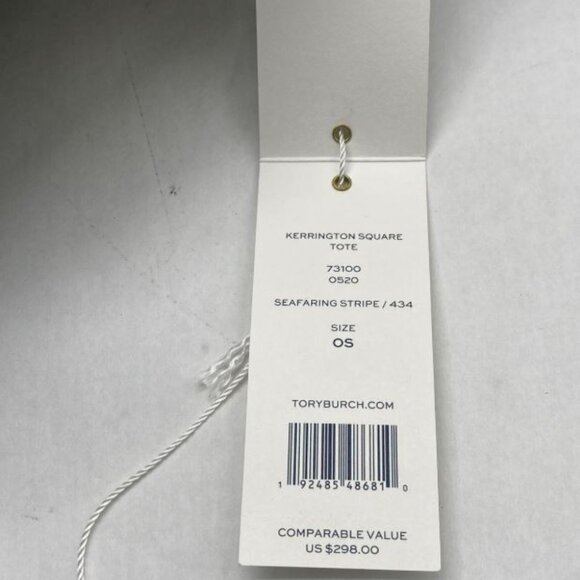 KERRINGTON SQUARE
TOTE
73100
0520
SEAFARING STRIPE / 434
SIZE
OS
TORYBURCH.COM
1 92485 48681 0
COMPARABLE VALUE
US $298.00